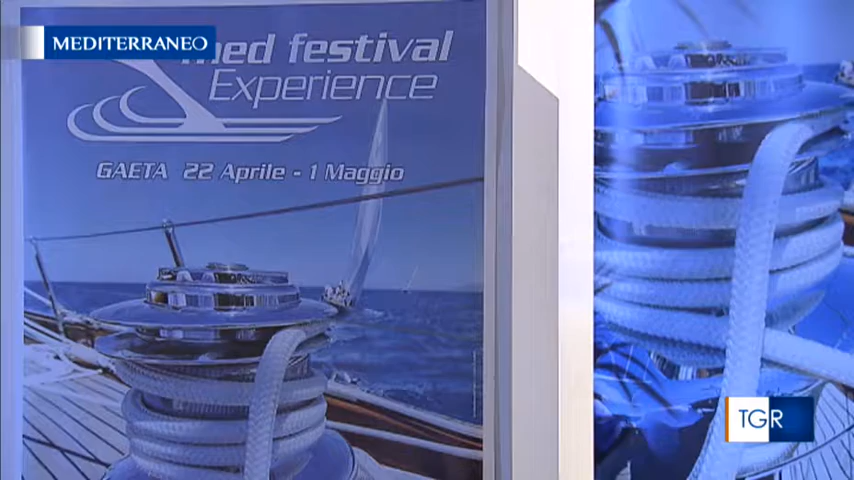 MEDITERRANEO
med festival
Experience
GAETA 22 Aprile - 1 Maggio
TGR